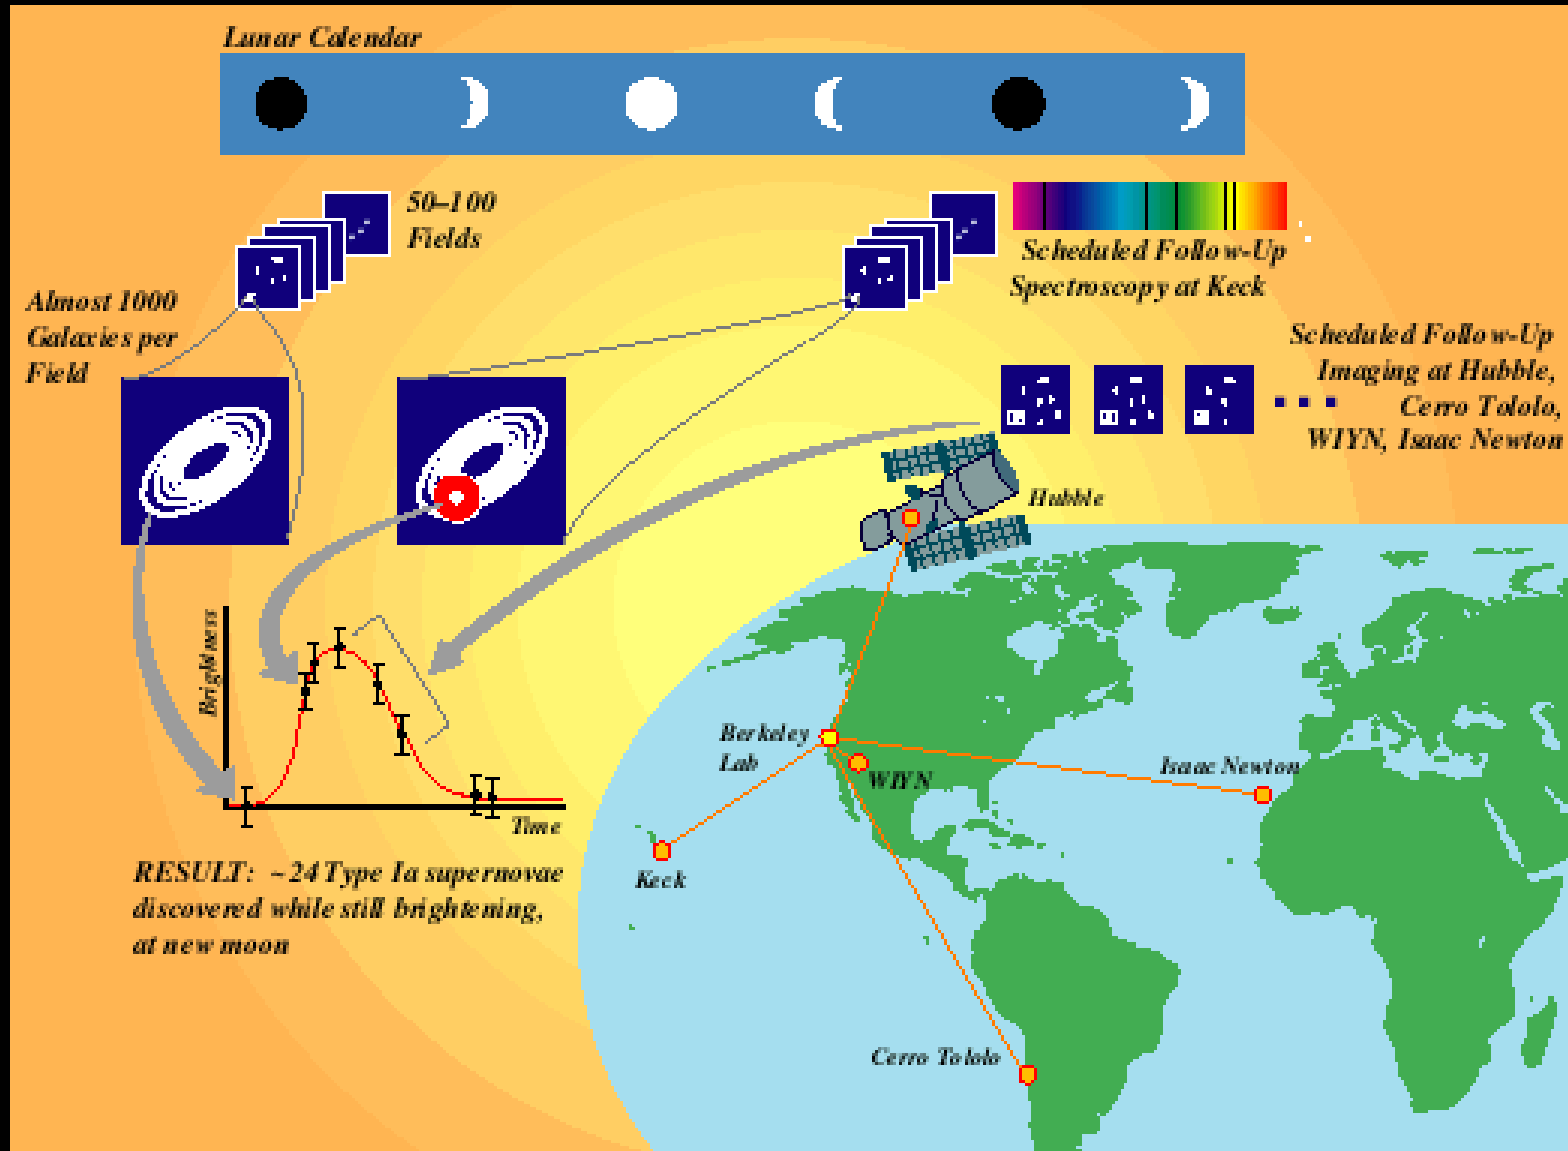 Lunar Calendar
50–100
Fields
Almost 1000
Galaxies per
Field
Scheduled Follow-Up
Spectroscopy at Keck
Scheduled Follow-Up
Imaging at Hubble,
Cerro Tololo,
WIYN, Isaac Newton
Hubble
Brightness
Time
RESULT: ~24 Type Ia supernovae
discovered while still brightening,
at new moon
Berkeley
Lab
WIYN
Isaac Newton
Keck
Cerro Tololo